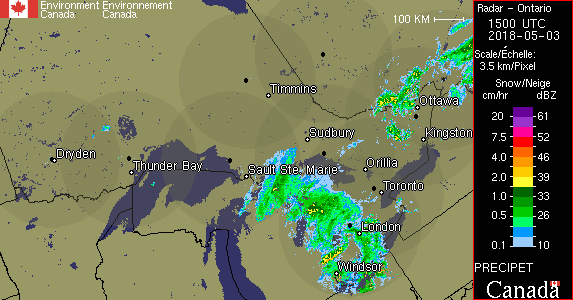 Environment Environnement
Canada Canada
100 KM
Timmins
Ottawa
Sudbury
Kingston
Dryden
Thunder Bay
Sault Ste. Marie
Orillia
Toronto
London
Windsor
Radar - Ontario
1500 UTC
2018-05-03
Scale/Échelle:
3.5 km/Pixel
Snow/Neige
cm/hr dBZ
20 61
7.5 52
4.0 46
2.0 39
1.0 33
0.5 26
0.1 10
PRECIPET
Canada